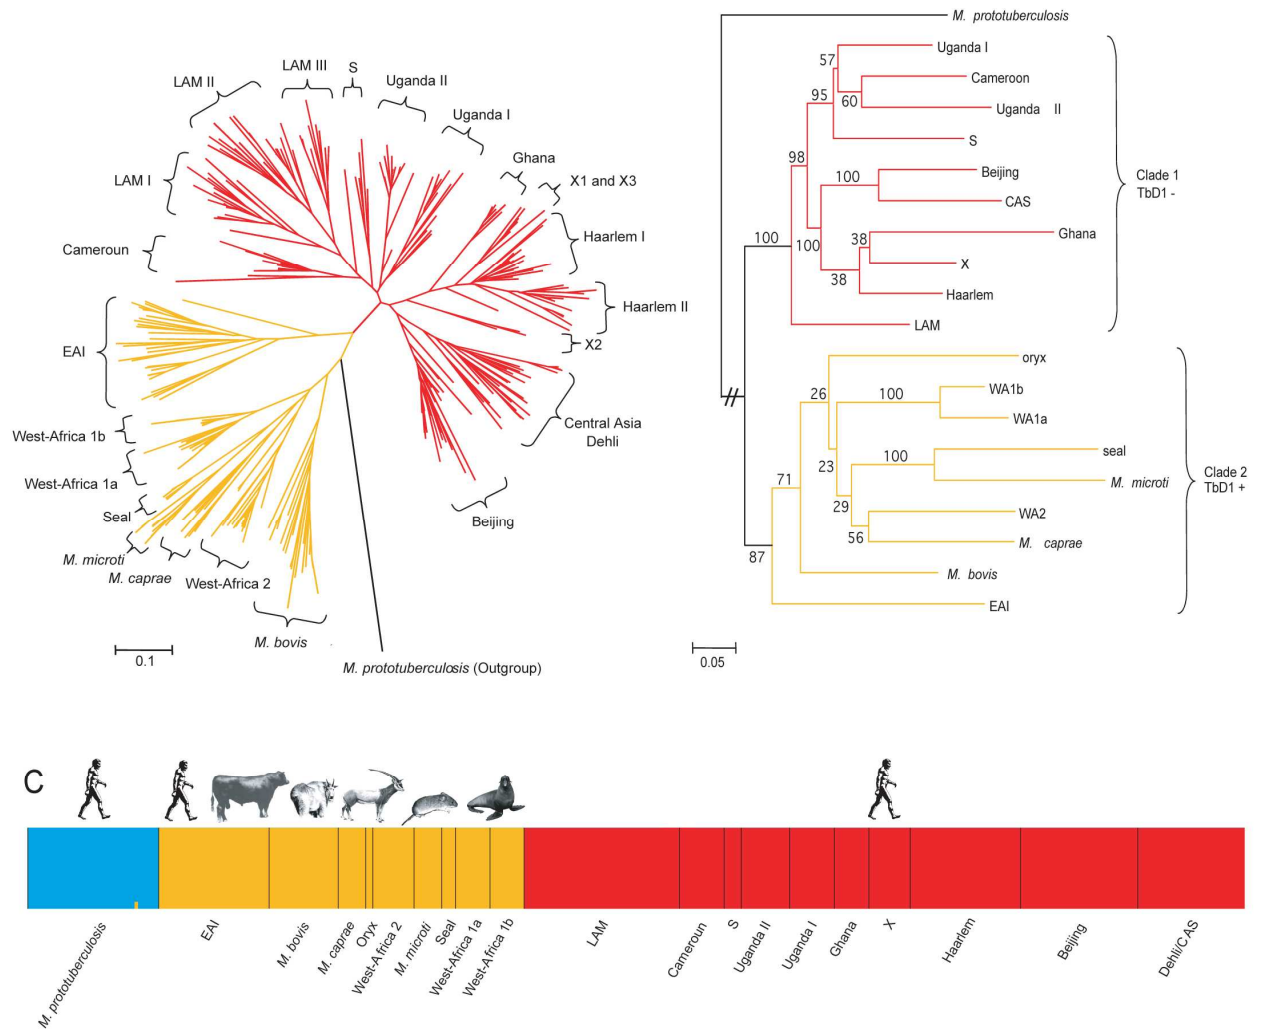 LAM II
LAM III
S
Uganda II
Uganda I
Ghana
X1 and X3
LAM I
Haarlem I
Cameroun
Haarlem II
EAI
X2
Central Asia
Dehli
West-Africa 1b
West-Africa 1a
Seal
Beijing
M. microti
M. caprae
West-Africa 2
M. bovis
0.1
M. prototuberculosis (Outgroup)
M. prototuberculosis
Uganda I
57
Cameroon
95
60
Uganda II
S
98
100
Beijing
CAS
Clade 1
TbD1 -
100
100
38
Ghana
X
38
Haarlem
LAM
oryx
26
100
WA1b
WA1a
100
seal
23
M. microti
71
Clade 2
TbD1 +
29
WA2
56
M. caprae
87
M. bovis
EAI
0.05
C
M. prototuberculosis
EAI
M. bovis
M. caprae
Oryx
West-Africa 2
M. microti
Seal
West-Africa 1a
West-Africa 1b
LAM
Cameroun
S
Uganda II
Uganda I
Ghana
X
Haarlem
Beijing
Dehli/CAS